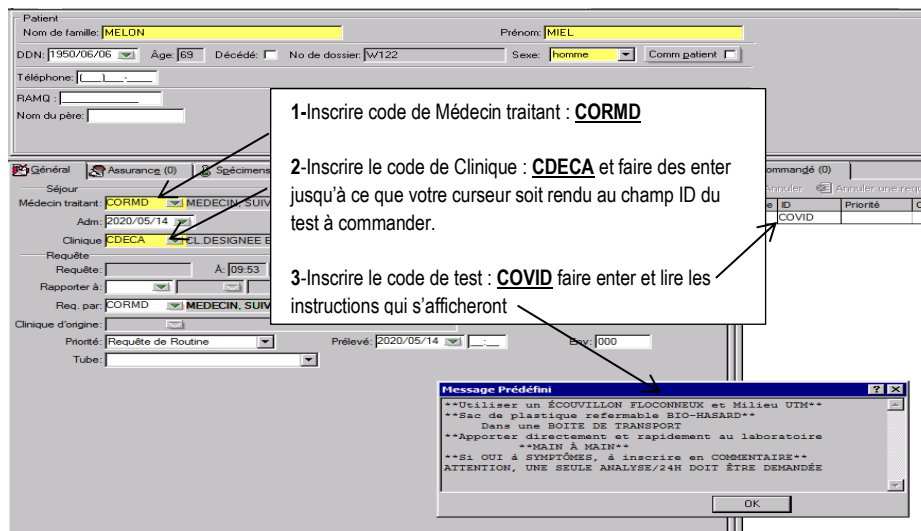 Patient
Nom de famille: MELON Prénom: MIEL
DDN: 1950/06/06 Âge: 69 Décédé: No de dossier: W122 Sexe: homme Comm patient
Téléphone: (___)___-____
RAMQ :
Nom du père:
1-Inscrire code de Médecin traitant : CORMD
2-Inscrire le code de Clinique : CDECA et faire des enter
jusqu'à ce que votre curseur soit rendu au champ ID du
test à commander.
3-Inscrire le code de test : COVID faire enter et lire les
instructions qui s'afficheront
Général Assurance (0) Spécimens ommandé (0)
Séjour Annuler Annuler une requ
Médecin traitant: CORMD MEDECIN, SUIV e ID Priorité
COVID
Adm: 2020/05/14
Clinique CDECA CL.DESIGNEE E
Requête
Requête: À: 09:53
Rapporter à:
Req. par: CORMD MEDECIN, SUIV
Clinique d'origine:
Priorité: Requête de Routine Prélevé: 2020/05/14 __:__ Env: 000
Tube:
Message Prédéfini
**Utiliser un ÉCOUVILLON FLOCONNEUX et Milieu UTM**
**Sac de plastique refermable BIO-HASARD**
Dans une BOITE DE TRANSPORT
**Apporter directement et rapidement au laboratoire
**MAIN À MAIN**
**Si OUI à SYMPTÔMES, à inscrire en COMMENTAIRE**
ATTENTION, UNE SEULE ANALYSE/24H DOIT ÊTRE DEMANDÉE
OK